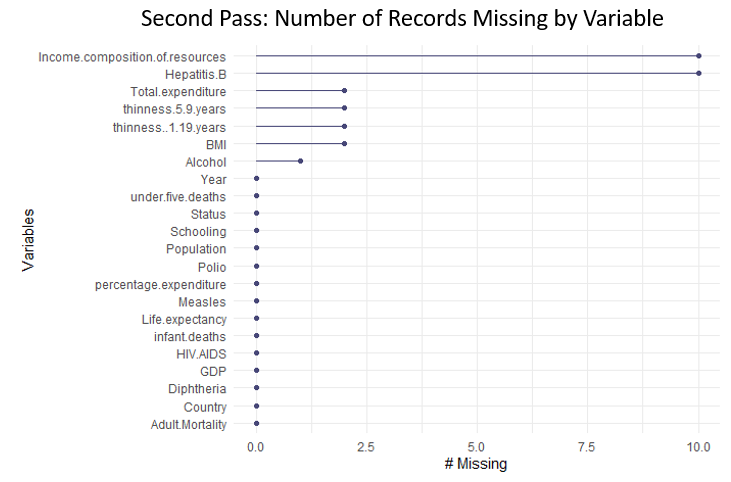 Second Pass: Number of Records Missing by Variable
Income.composition.of.resources
Hepatitis.B
Total.expenditure
thinness.5.9.years
thinness..1.19.years
BMI
Alcohol
Year
under.five.deaths
Status
Schooling
Population
Polio
percentage.expenditure
Measles
Life.expectancy
infant.deaths
HIV.AIDS
GDP
Diphtheria
Country
Adult.Mortality
Variables
0.0 2.5 5.0 7.5 10.0
# Missing